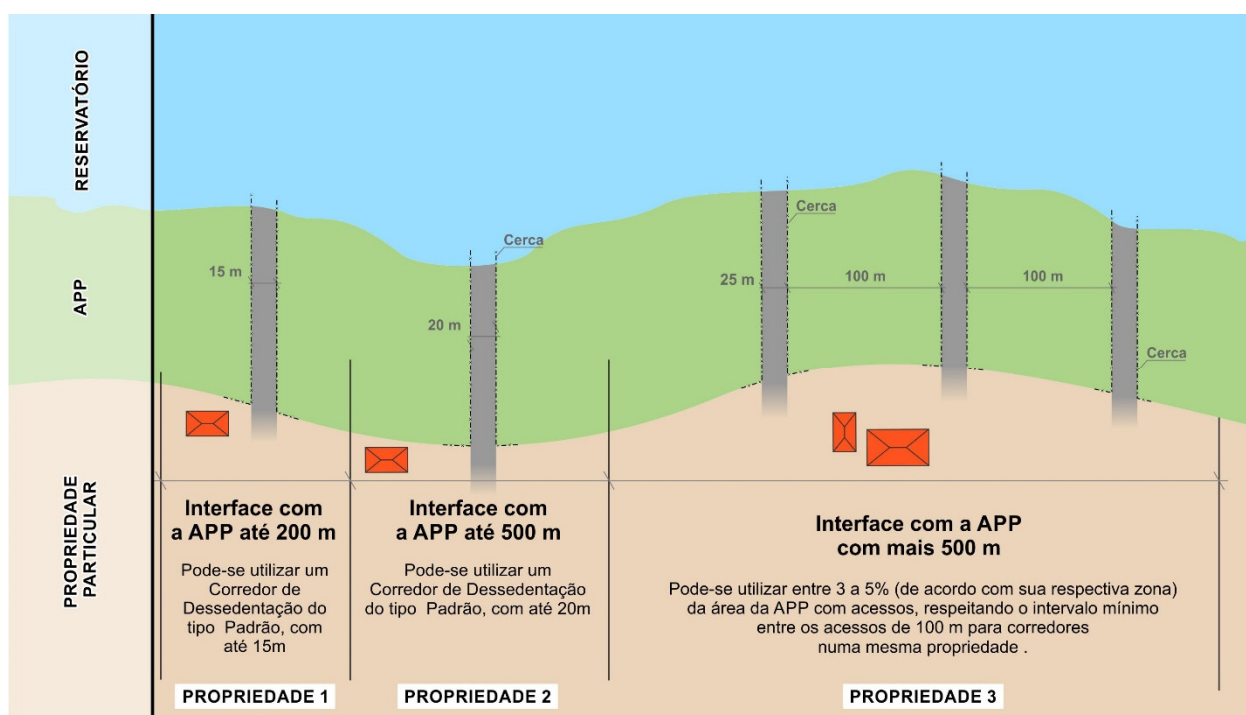 RESERVATÓRIO
APP
PROPRIEDADE
PARTICULAR
15 m
Cerca
20 m
25 m
Cerca
100 m
100 m
Cerca
Interface com
a APP até 200 m
Pode-se utilizar um
Corredor de
Dessedentação do
tipo Padrão, com
até 15m
PROPRIEDADE 1
Interface com
a APP até 500 m
Pode-se utilizar um
Corredor de Dessedentação
do tipo Padrão, com até 20m
PROPRIEDADE 2
Interface com a APP
com mais 500 m
Pode-se utilizar entre 3 a 5% (de acordo com sua respectiva zona)
da área da APP com acessos, respeitando o intervalo mínimo
entre os acessos de 100 m para corredores
numa mesma propriedade .
PROPRIEDADE 3